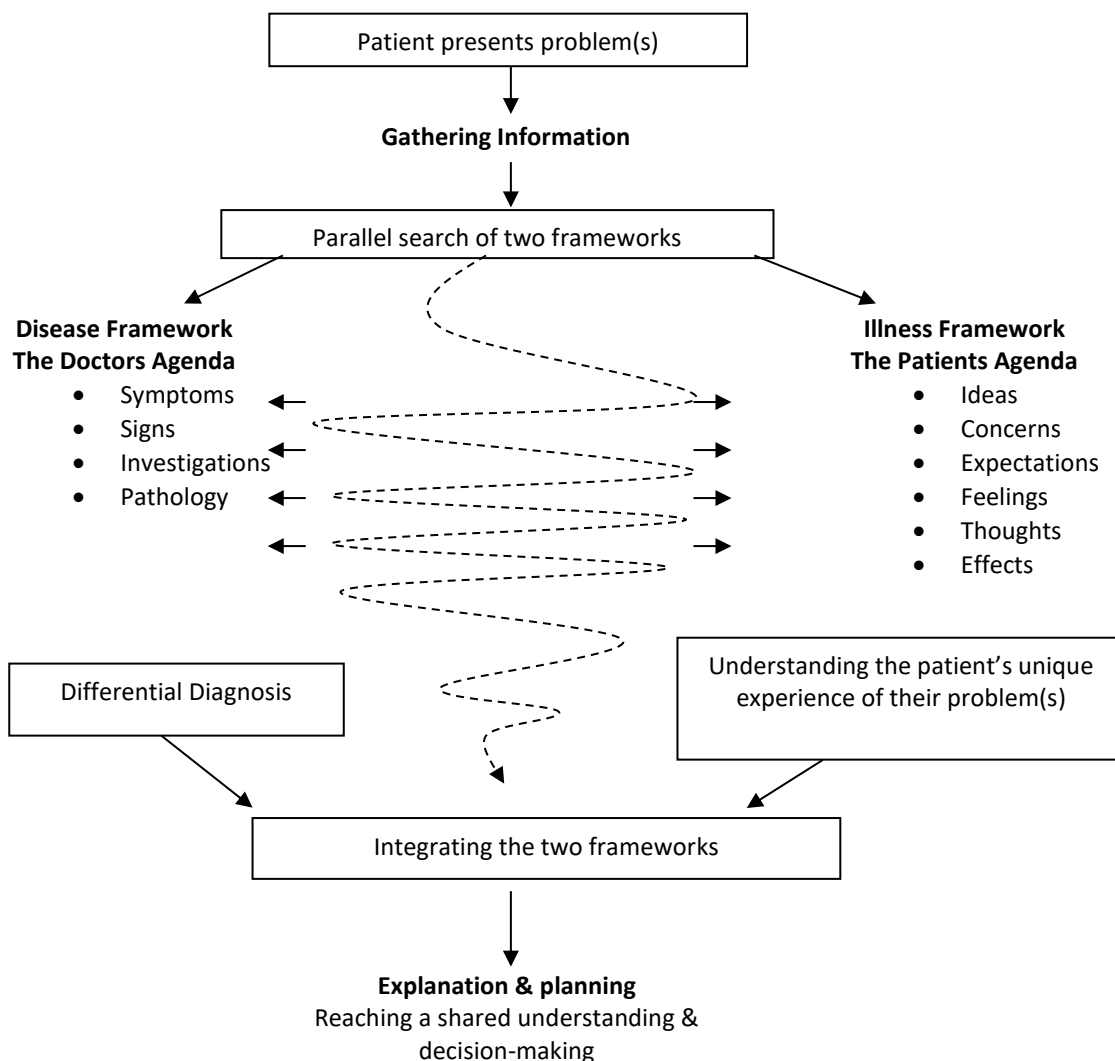 Patient presents problem(s)
Gathering Information
Parallel search of two frameworks
Disease Framework
The Doctors Agenda
• Symptoms
• Signs
• Investigations
• Pathology
Illness Framework
The Patients Agenda
• Ideas
• Concerns
• Expectations
• Feelings
• Thoughts
• Effects
Differential Diagnosis
Understanding the patient’s unique
experience of their problem(s)
Integrating the two frameworks
Explanation & planning
Reaching a shared understanding &
decision-making